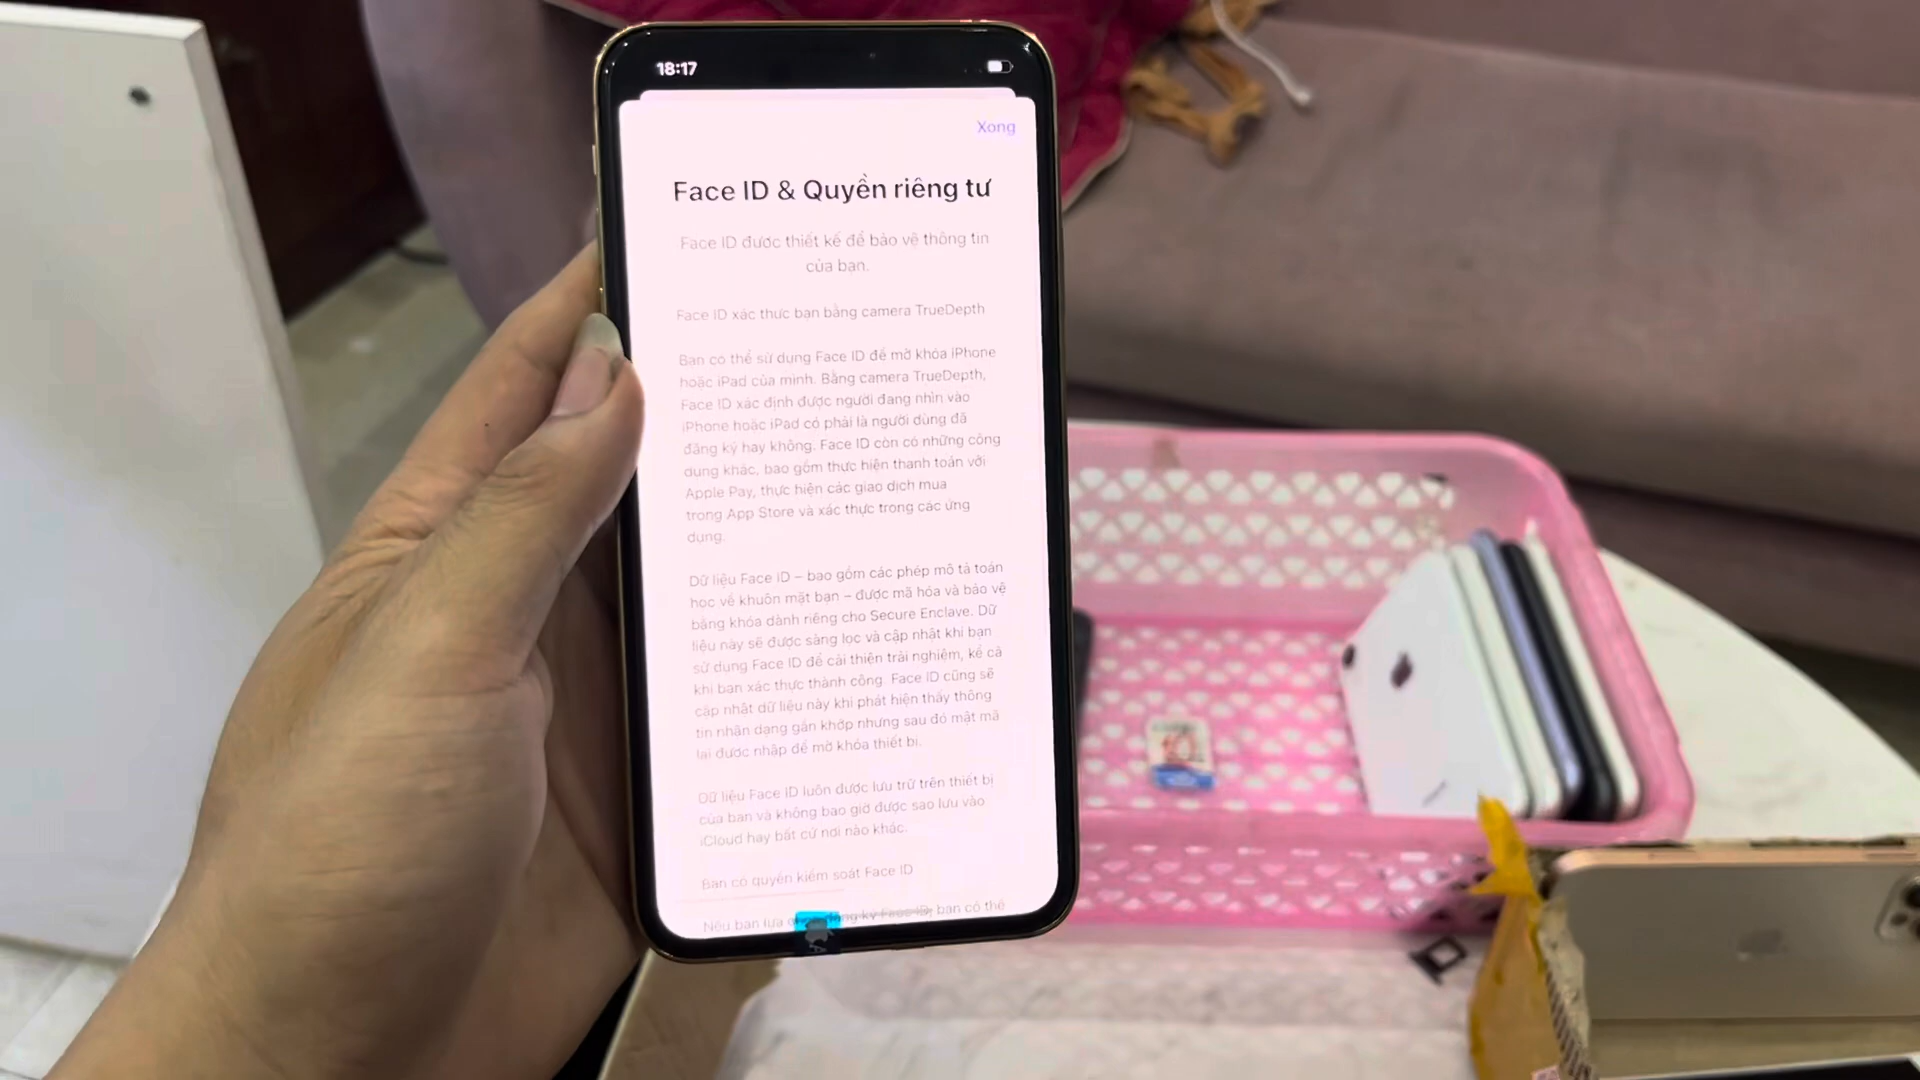 18:17
Xong
Face ID & Quyền riêng tư
Face ID được thiết kế để bảo vệ thông tin
của bạn.
Face ID xác thực bạn bằng camera TrueDepth
Bạn có thể sử dụng Face ID để mở khóa iPhone
hoặc iPad của mình. Bằng camera TrueDepth,
Face ID xác định được người đang nhìn vào
iPhone hoặc iPad có phải là người dùng đã
đăng ký hay không. Face ID còn có những công
dụng khác, bao gồm thực hiện thanh toán với
Apple Pay, thực hiện các giao dịch mua
trong App Store và xác thực trong các ứng
dụng.
Dữ liệu Face ID – bao gồm các phép mô tả toán
học về khuôn mặt bạn – được mã hóa và bảo vệ
bằng khóa dành riêng cho Secure Enclave. Dữ
liệu này sẽ được sàng lọc và cập nhật khi bạn
sử dụng Face ID để cải thiện trải nghiệm, kể cả
khi bạn xác thực thành công. Face ID cũng sẽ
cập nhật dữ liệu này khi phát hiện thấy thông
tin nhận dạng gần khớp nhưng sau đó mật mã
lại được nhập để mở khóa thiết bị.
Dữ liệu Face ID luôn được lưu trữ trên thiết bị
của bạn và không bao giờ được sao lưu vào
iCloud hay bất cứ nơi nào khác.
Bạn có quyền kiểm soát Face ID
Nếu bạn lựa đăng ký Face ID, bạn có thể